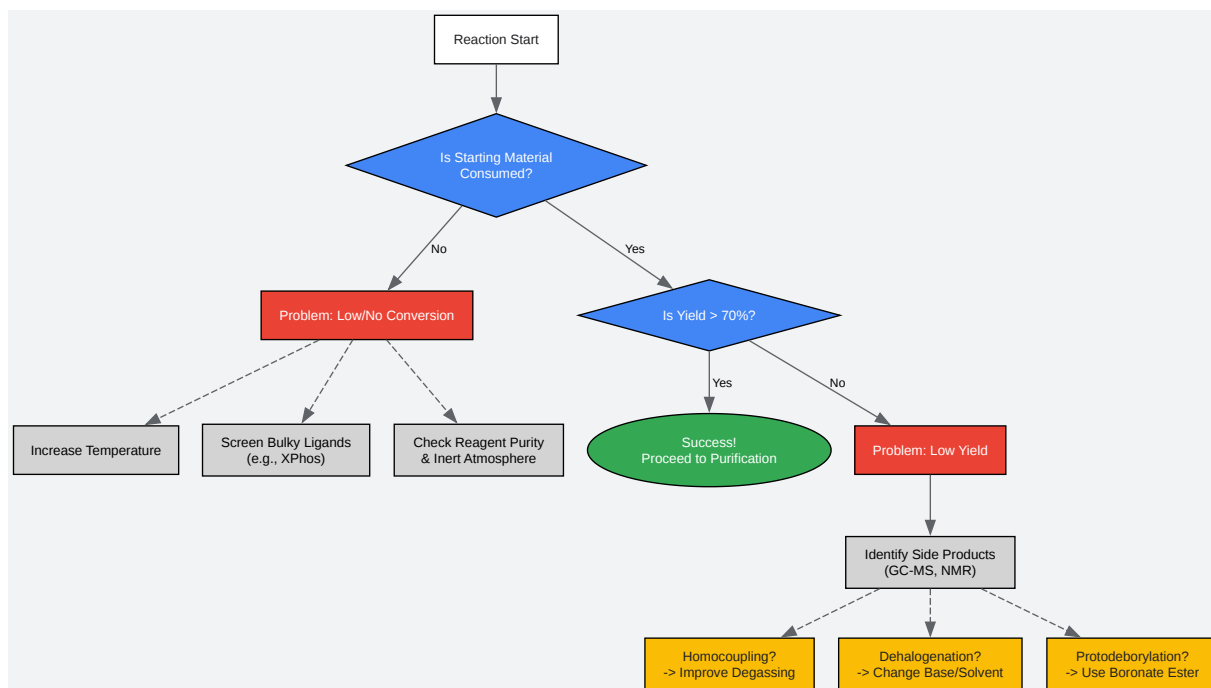 Reaction Start
Is Starting Material
Consumed?
No
Yes
Problem: Low/No Conversion
Is Yield > 70%?
Yes
No
Increase Temperature
Screen Bulky Ligands
(e.g., XPhos)
Check Reagent Purity
& Inert Atmosphere
Success!
Proceed to Purification
Problem: Low Yield
Identify Side Products
(GC-MS, NMR)
Homocoupling?
-> Improve Degassing
Dehalogenation?
-> Change Base/Solvent
Protodeborylation?
-> Use Boronate Ester